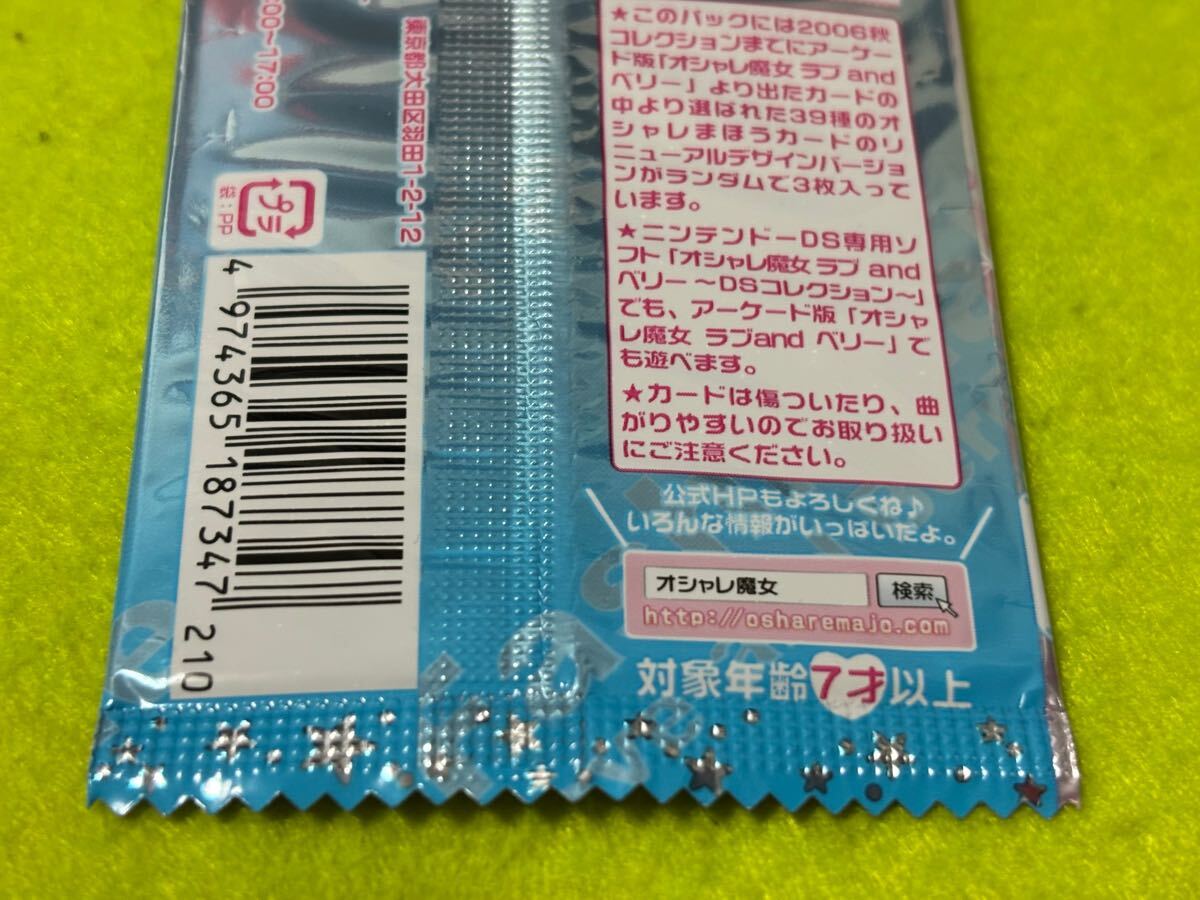 ★このパックには2006秋
コレクションまでにアーケー
ド版「オシャレ魔女 ラブ and
ベリー」より出たカードの
中より選ばれた39種のオ
シャレまほうカードのリ
ニューアルデザインバージョ
ンがランダムで3枚入って
います。
★ニンテンドーDS専用ソ
フト「オシャレ魔女 ラブ and
ベリー ～DSコレクション～」
でも、アーケード版「オシャ
レ魔女 ラブand ベリー」で
も遊べます。
★カードは傷ついたり、曲
がりやすいのでお取り扱い
にご注意ください。
公式HPもよろしくね♪
いろんな情報がいっぱいだよ。
オシャレ魔女 検索
http://osharemajo.com
対象年齢7才以上
:00～17:00
東京都大田区羽田1-2-12
プラ
袋:PP
4 974365 187347 210